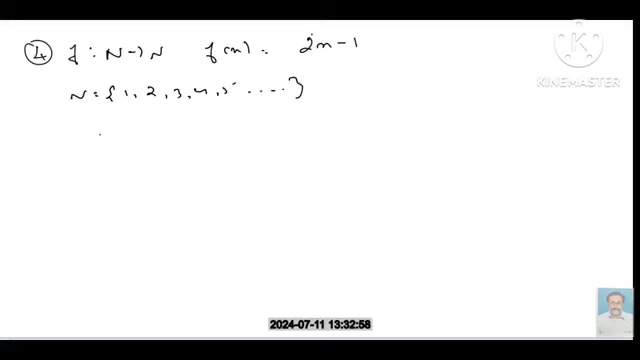 ④ f : N → N f(n) = 2n - 1
N = { 1, 2, 3, 4, 5 ..... }
KINEMASTER
2024-07-11 13:32:58